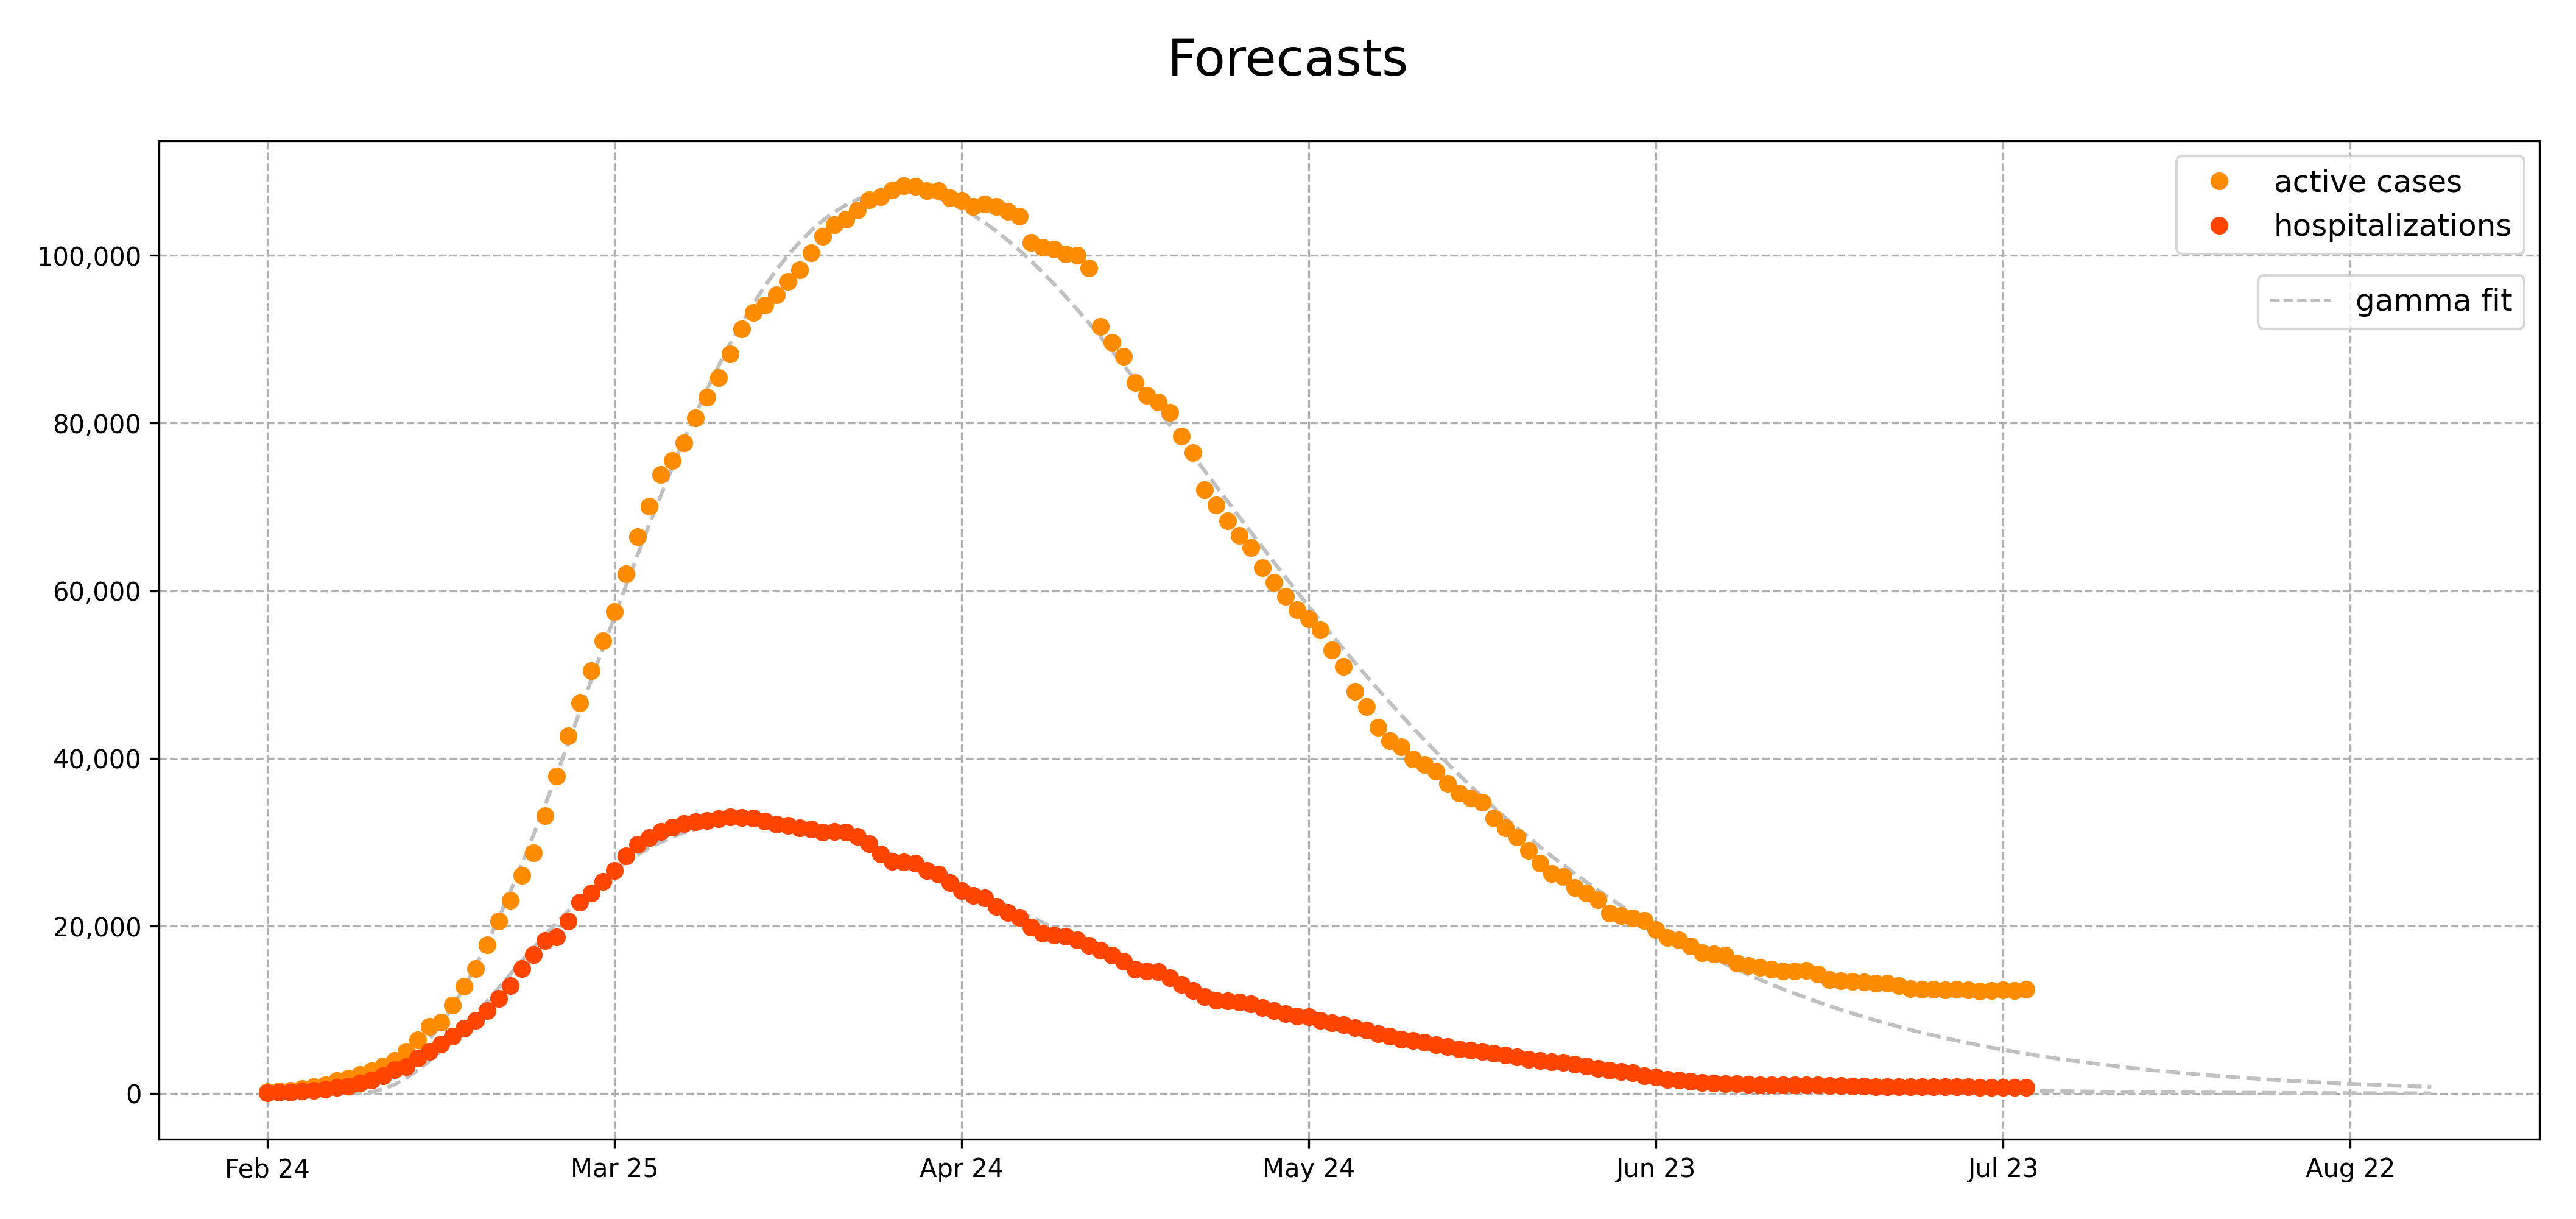 Forecasts
active cases
hospitalizations
gamma fit
100,000
80,000
60,000
40,000
20,000
0
Feb 24 Mar 25 Apr 24 May 24 Jun 23 Jul 23 Aug 22